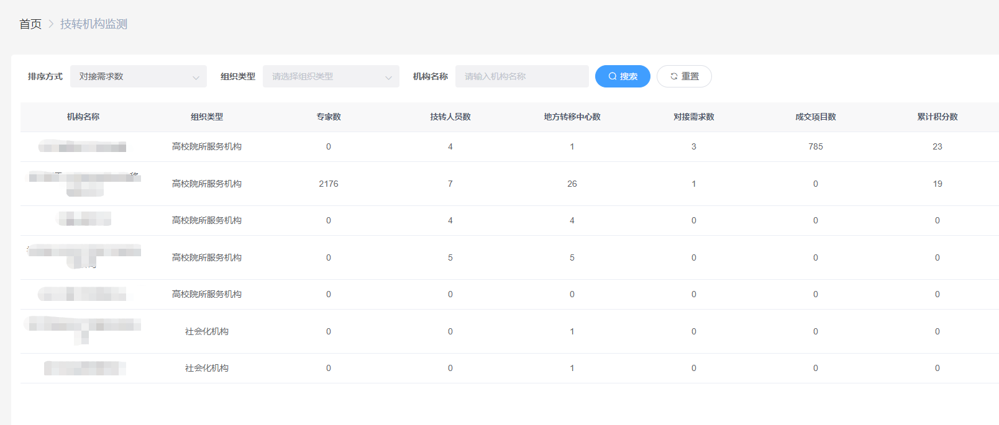 首页 > 技转机构监测
排序方式 对接需求数 组织类型 请选择组织类型 机构名称 请输入机构名称 搜索 重置
机构名称 组织类型 专家数 技转人员数 地方转移中心数 对接需求数 成交项目数 累计积分数
高校院所服务机构 0 4 1 3 785 23
高校院所服务机构 2176 7 26 1 0 19
高校院所服务机构 0 4 4 0 0 0
高校院所服务机构 0 5 5 0 0 0
高校院所服务机构 0 0 0 0 0 0
社会化机构 0 0 1 0 0 0
社会化机构 0 0 1 0 0 0